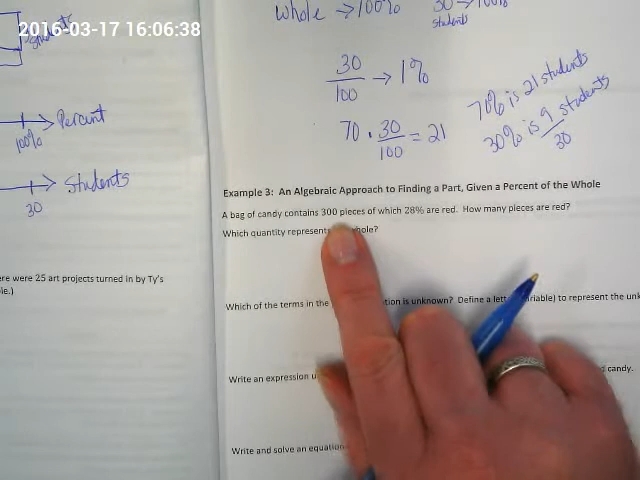 2016-03-17 16:06:38
Whole → 100%
30 → 100%
students
Percent
100%
Students
30
30/100 → 1%
70 · 30/100 = 21
70% is 21 students
30% is 9 students
30
Example 3: An Algebraic Approach to Finding a Part, Given a Percent of the Whole
A bag of candy contains 300 pieces of which 28% are red. How many pieces are red?
Which quantity represents whole?
ere were 25 art projects turned in by Ty's
Which of the terms in the is unknown? Define a to represent the
Write an expression candy.
Write and solve an equation